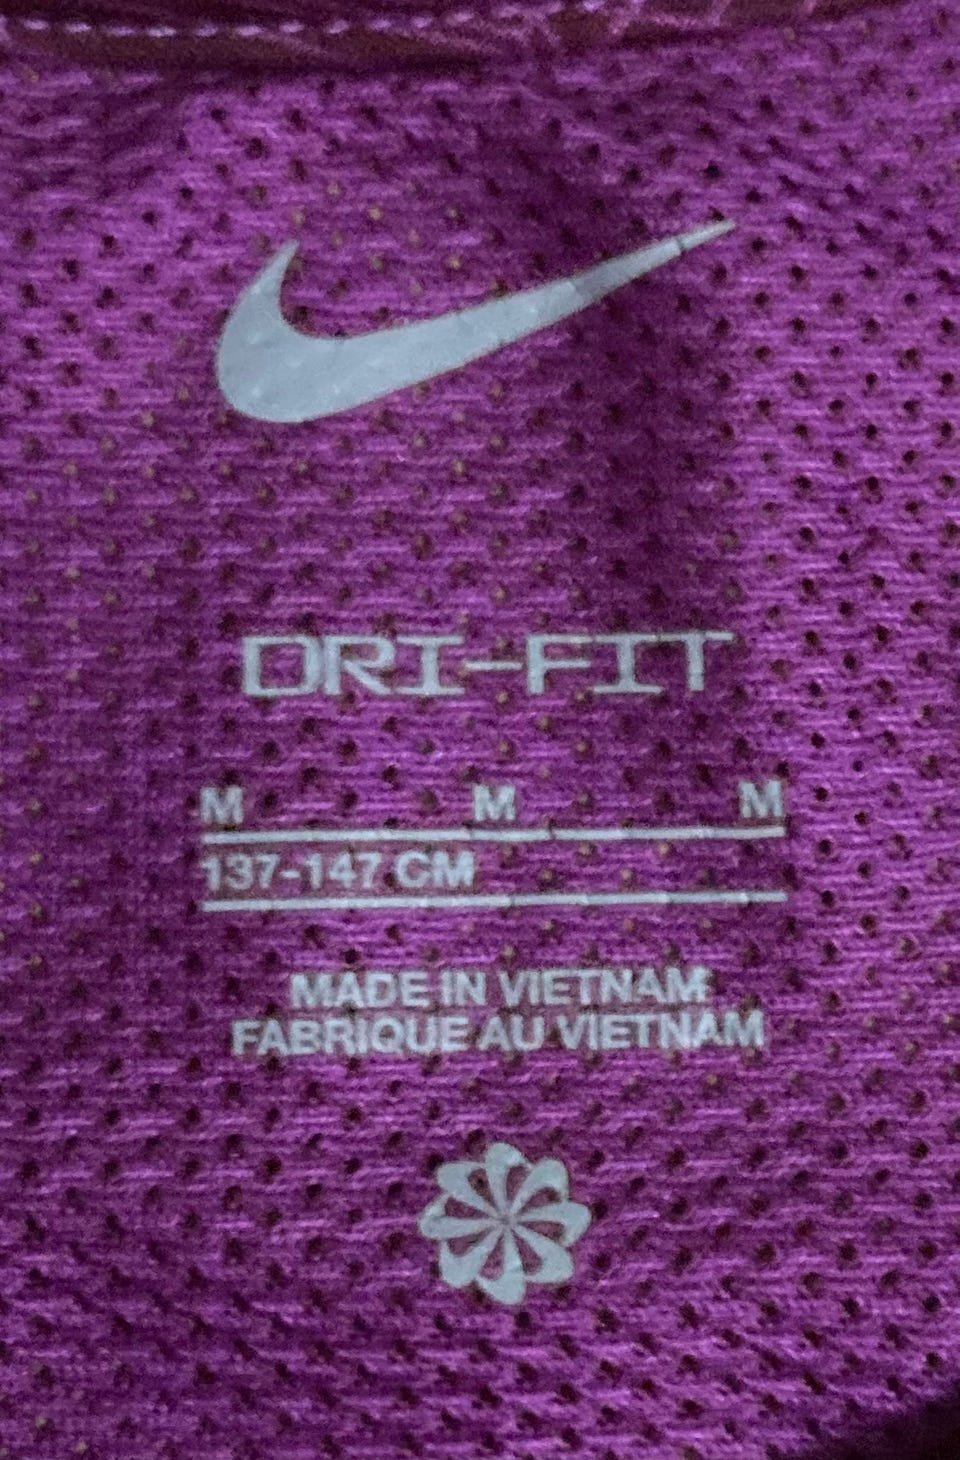 DRI-FIT
M M M
137-147 CM
MADE IN VIETNAM
FABRIQUE AU VIETNAM